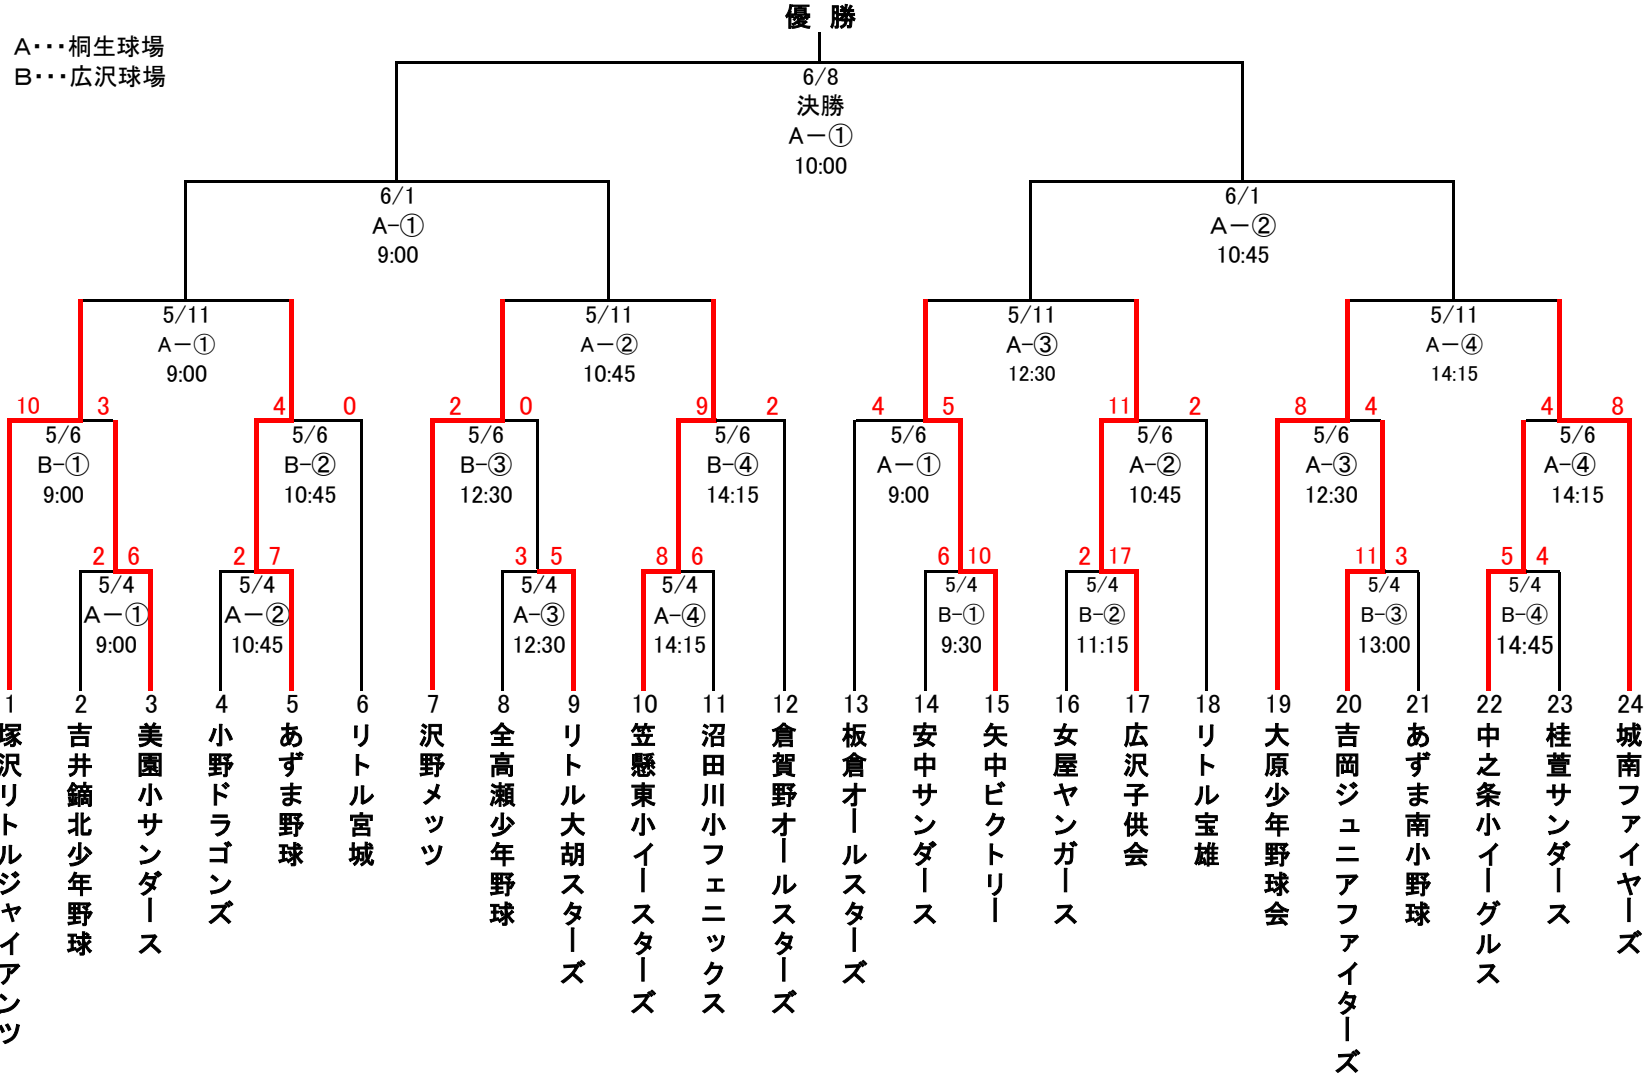 優 勝
A・・・桐生球場
B・・・広沢球場
6/8
決勝
A－①
10:00
6/1
A-①
9:00
6/1
A－②
10:45
5/11
A－①
9:00
5/11
A－②
10:45
5/11
A-③
12:30
5/11
A－④
14:15
10 3
5/6
B-①
9:00
4 0
5/6
B-②
10:45
2 0
5/6
B-③
12:30
9 2
5/6
B-④
14:15
4 5
5/6
A－①
9:00
11 2
5/6
A-②
10:45
8 4
5/6
A-③
12:30
4 8
5/6
A-④
14:15
2 6
5/4
A－①
9:00
2 7
5/4
A－②
10:45
3 5
5/4
A-③
12:30
8 6
5/4
A-④
14:15
6 10
5/4
B-①
9:30
2 17
5/4
B-②
11:15
11 3
5/4
B-③
13:00
5 4
5/4
B-④
14:45
1
塚沢リトルジャイアンツ
2
吉井鏑北少年野球
3
美園小サンダース
4
小野ドラゴンズ
5
あずま野球
6
リトル宮城
7
沢野メッツ
8
全高瀬少年野球
9
リトル大胡スターズ
10
笠懸東小イースターズ
11
沼田川小フェニックス
12
倉賀野オールスターズ
13
板倉オールスターズ
14
安中サンダース
15
矢中ビクトリー
16
女屋ヤンガース
17
広沢子供会
18
リトル宝雄
19
大原少年野球会
20
吉岡ジュニアファイターズ
21
あずま南小野球
22
中之条小イーグルス
23
桂萱サンダース
24
城南ファイヤーズ